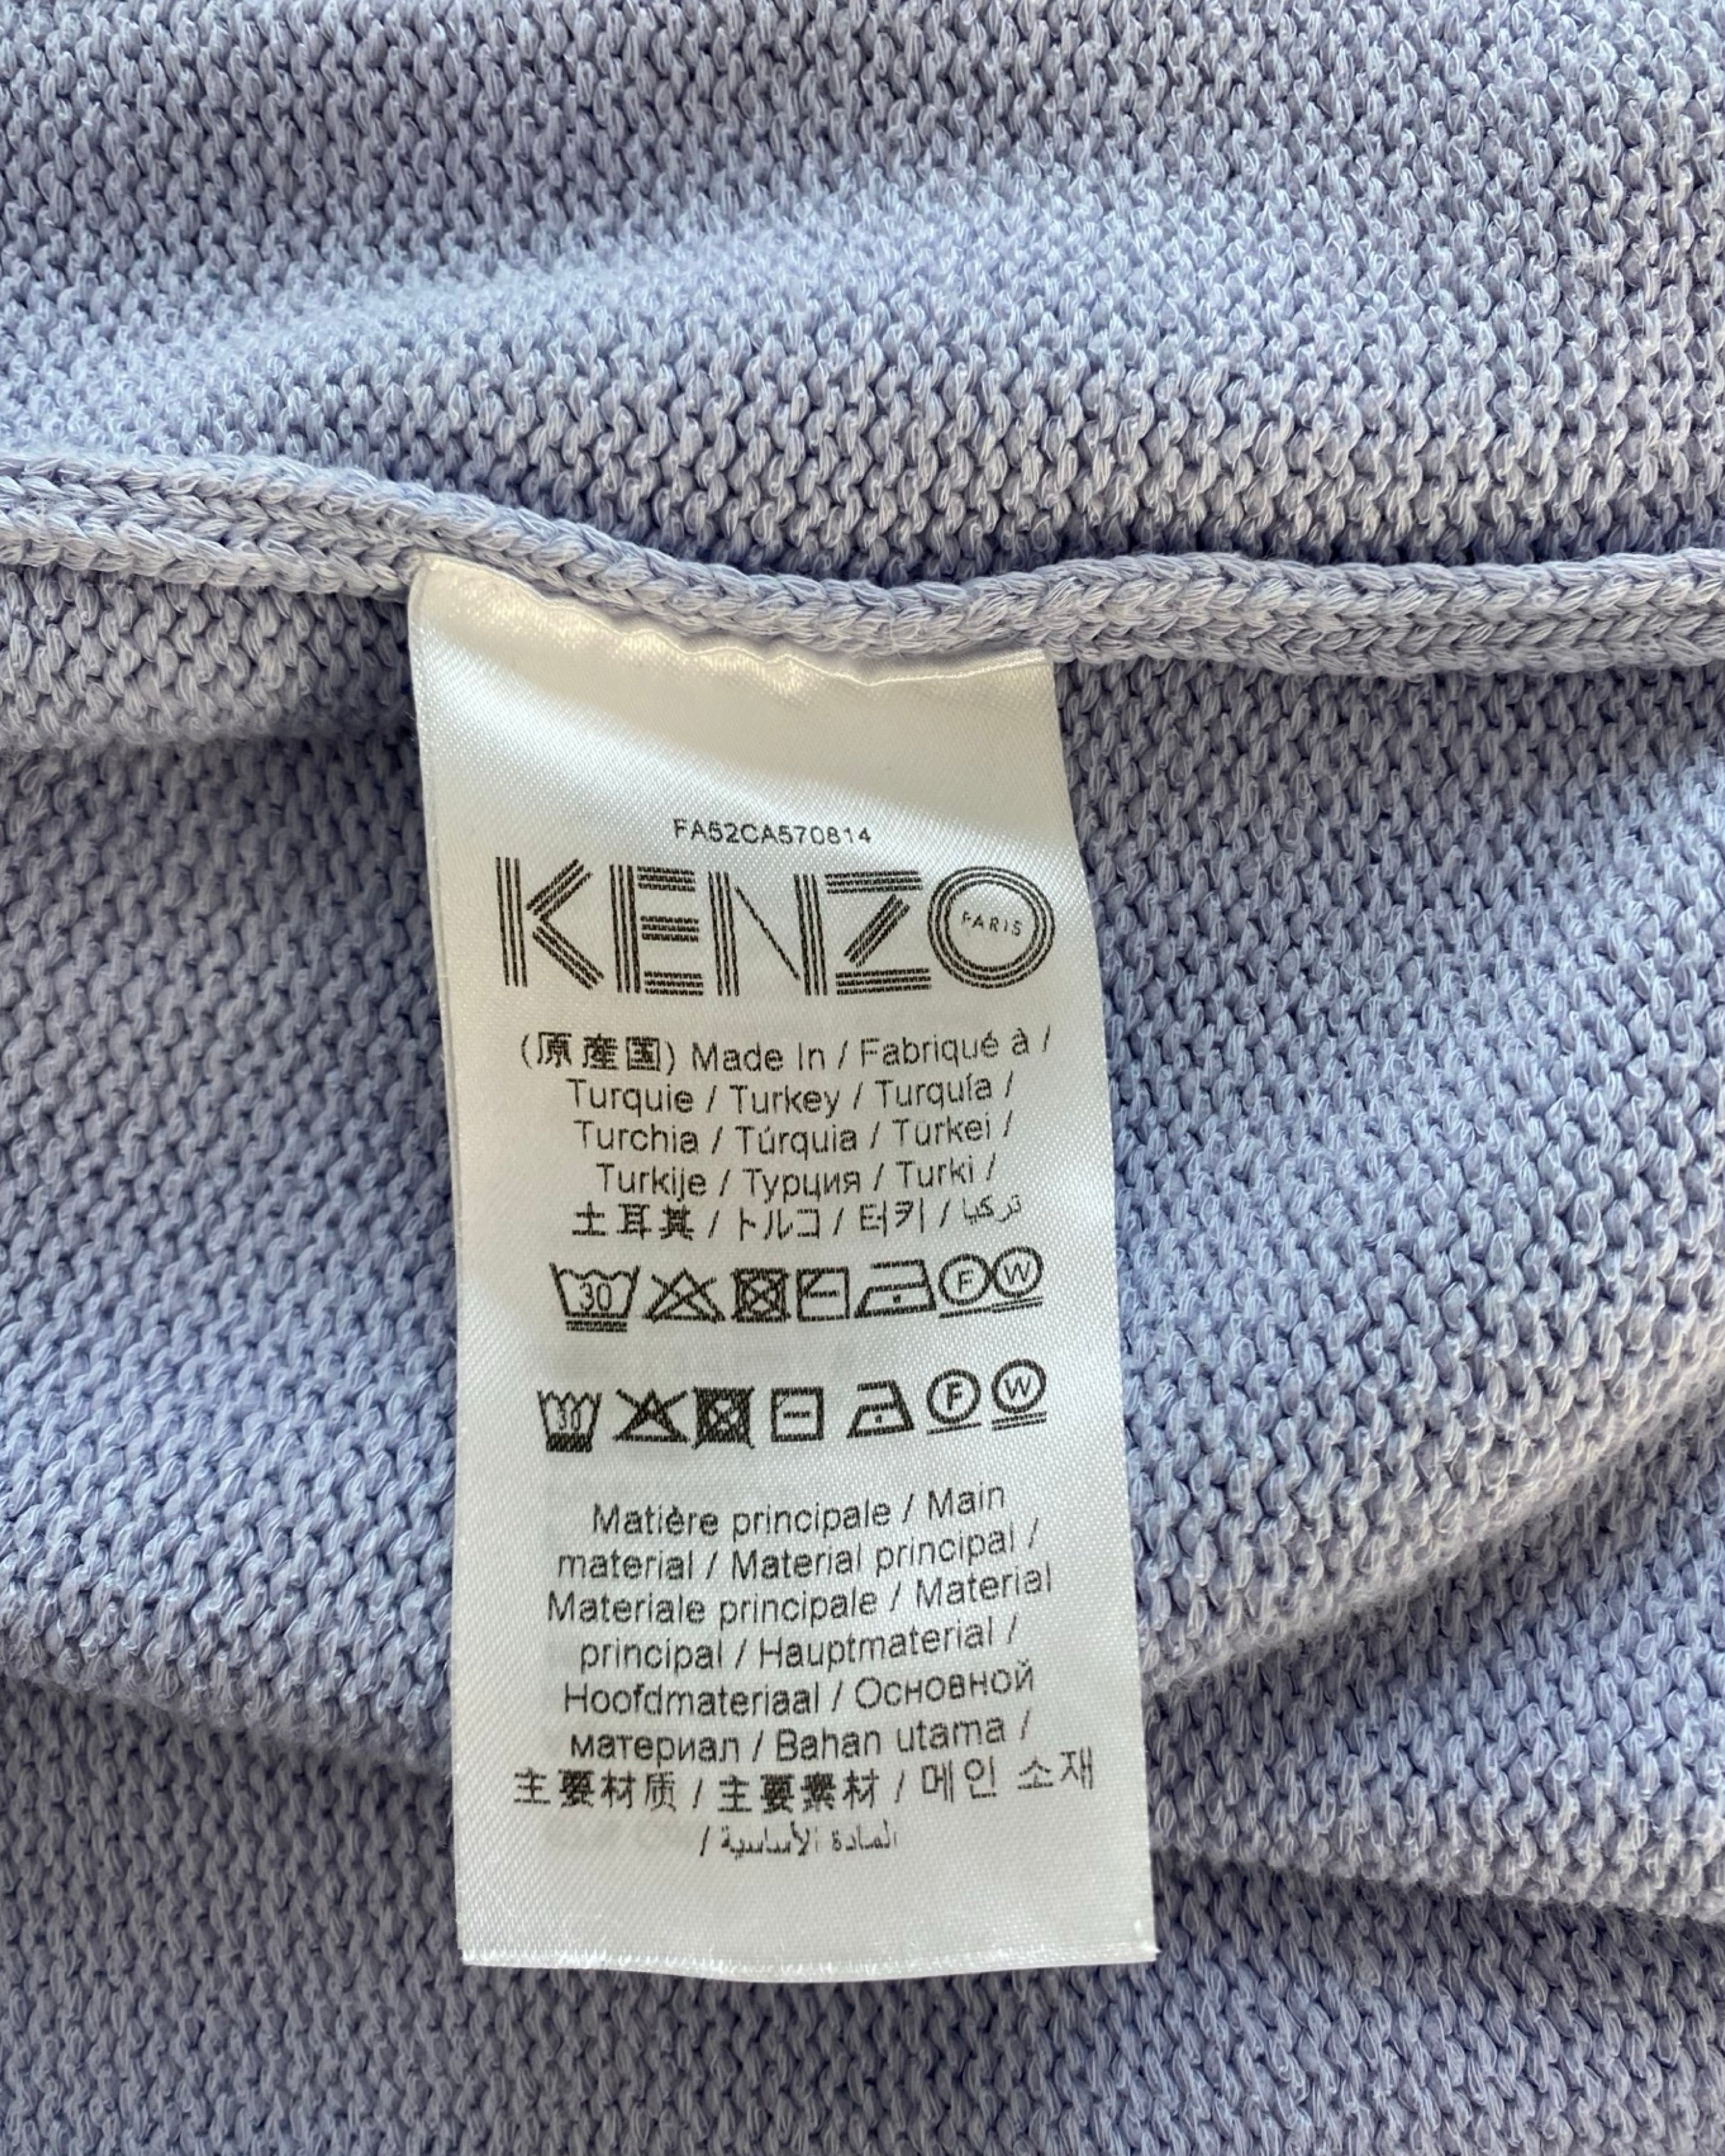 FA52CA570814
KENZO PARIS
(原産国) Made In / Fabriqué à /
Turquie / Turkey / Turquía /
Turchia / Túrquia / Türkei /
Turkije / Турция / Turki /
土耳其 / トルコ / 터키 / تركيا
30 F W
30 F W
Matière principale / Main
material / Material principal /
Materiale principale / Material
principal / Hauptmaterial /
Hoofdmateriaal / Основной
материал / Bahan utama /
主要材质 / 主要素材 / 메인 소재
/ المادة الأساسية